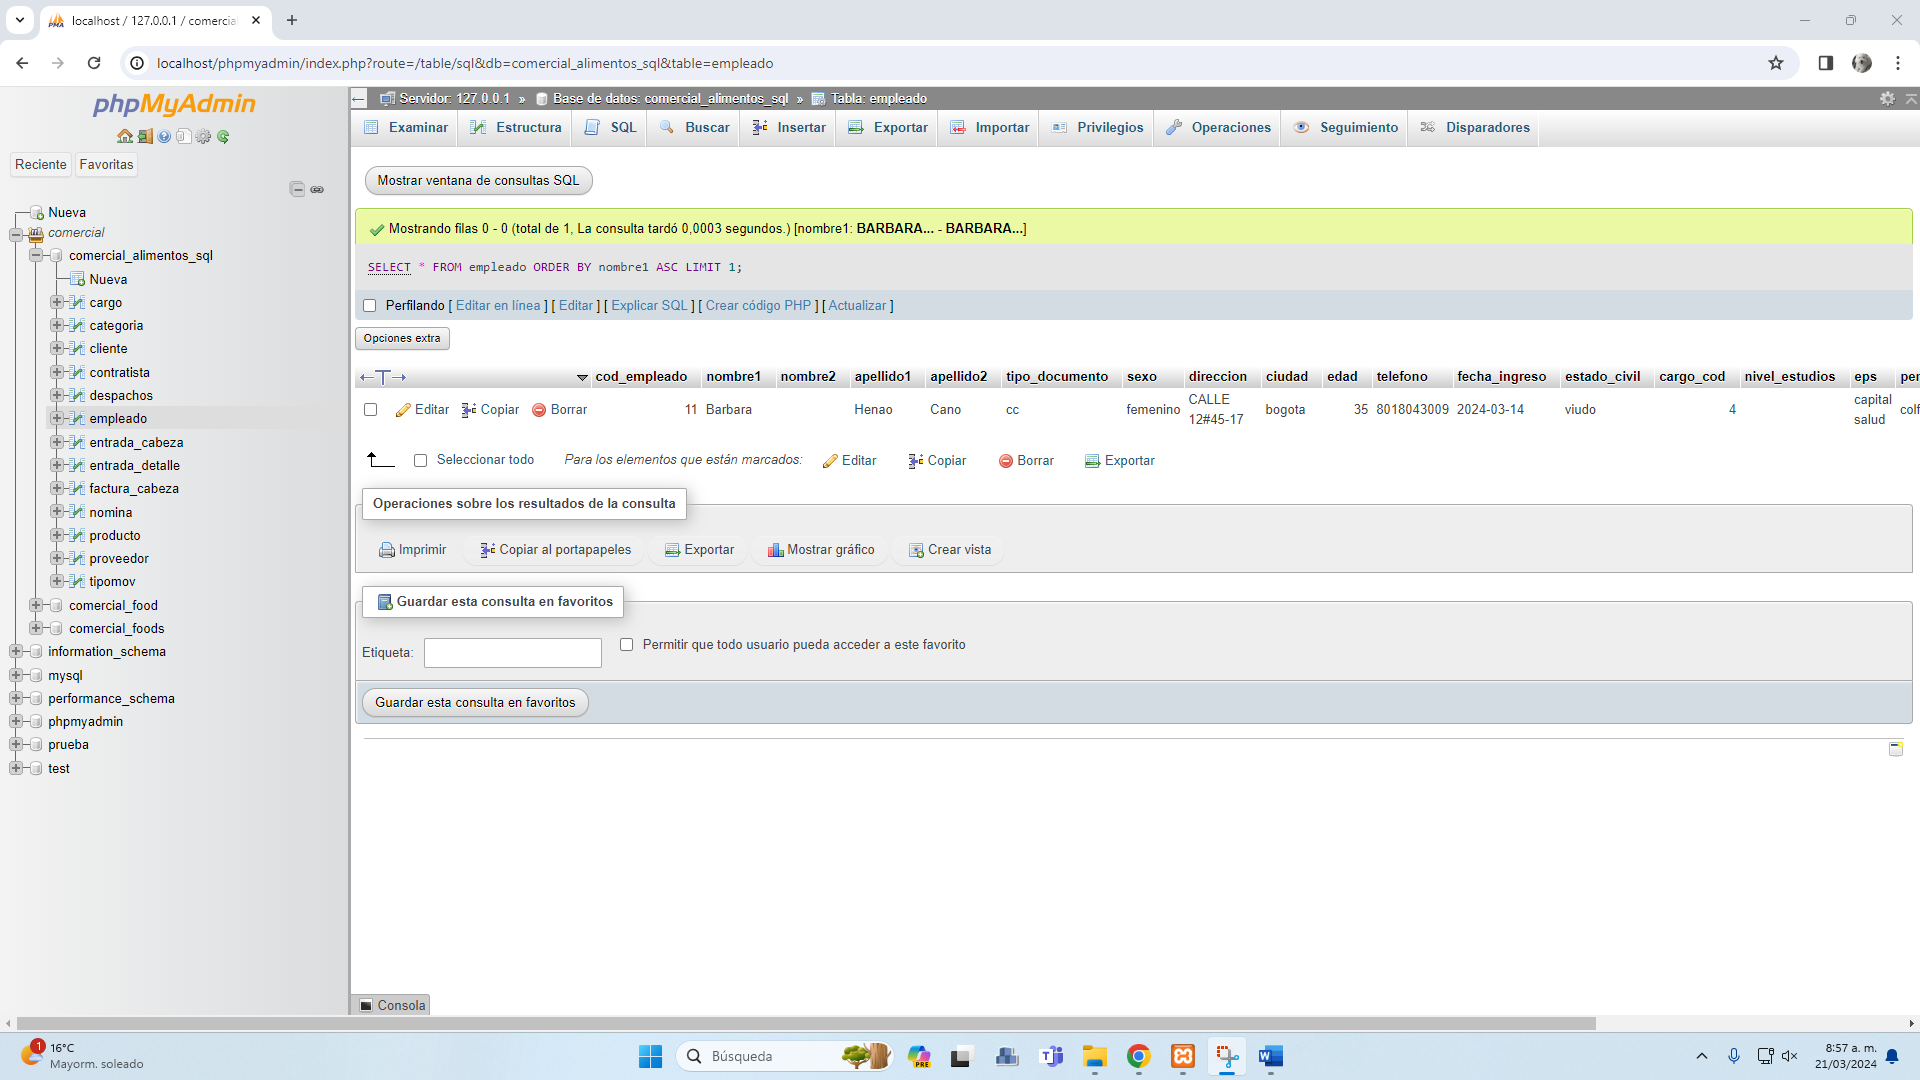 localhost / 127.0.0.1 / comercia
localhost/phpmyadmin/index.php?route=/table/sql&db=comercial_alimentos_sql&table=empleado
phpMyAdmin
Reciente Favoritas
Nueva
comercial
comercial_alimentos_sql
Nueva
cargo
categoria
cliente
contratista
despachos
empleado
entrada_cabeza
entrada_detalle
factura_cabeza
nomina
producto
proveedor
tipomov
comercial_food
comercial_foods
information_schema
mysql
performance_schema
phpmyadmin
prueba
test
Servidor: 127.0.0.1 » Base de datos: comercial_alimentos_sql » Tabla: empleado
Examinar Estructura SQL Buscar Insertar Exportar Importar Privilegios Operaciones Seguimiento Disparadores
Mostrar ventana de consultas SQL
Mostrando filas 0 - 0 (total de 1, La consulta tardó 0,0003 segundos.) [nombre1: BARBARA... - BARBARA...]
SELECT * FROM empleado ORDER BY nombre1 ASC LIMIT 1;
Perfilando [ Editar en línea ] [ Editar ] [ Explicar SQL ] [ Crear código PHP ] [ Actualizar ]
Opciones extra
←T→ cod_empleado nombre1 nombre2 apellido1 apellido2 tipo_documento sexo direccion ciudad edad telefono fecha_ingreso estado_civil cargo_cod nivel_estudios eps per
Editar Copiar Borrar 11 Barbara Henao Cano cc femenino CALLE 12#45-17 bogota 35 8018043009 2024-03-14 viudo 4 capital salud colf
Seleccionar todo Para los elementos que están marcados: Editar Copiar Borrar Exportar
Operaciones sobre los resultados de la consulta
Imprimir Copiar al portapapeles Exportar Mostrar gráfico Crear vista
Guardar esta consulta en favoritos
Etiqueta: Permitir que todo usuario pueda acceder a este favorito
Guardar esta consulta en favoritos
Consola
1
16°C
Mayorm. soleado
Búsqueda
PRE
8:57 a. m.
21/03/2024